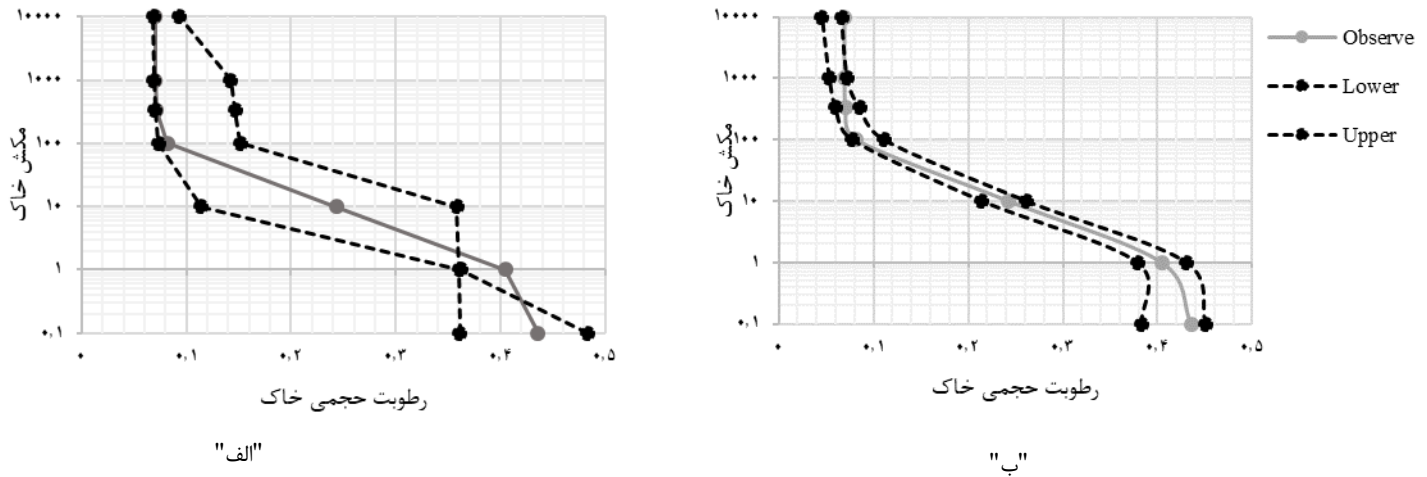 ۱۰۰۰۰
۱۰۰۰
۱۰۰
۱۰
۱
۰٫۱
مکش خاک
۰ ۰٫۱ ۰٫۲ ۰٫۳ ۰٫۴ ۰٫۵
رطوبت حجمی خاک
"الف"
۱۰۰۰۰
۱۰۰۰
۱۰۰
۱۰
۱
۰٫۱
مکش خاک
۰ ۰٫۱ ۰٫۲ ۰٫۳ ۰٫۴ ۰٫۵
رطوبت حجمی خاک
"ب"
Observe
Lower
Upper